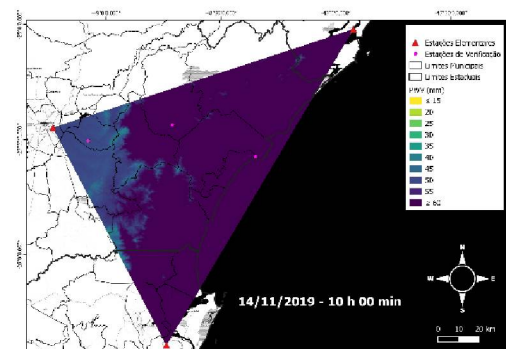 Estações Elementares
Estações de Verificação
Limites Municipais
Limites Estaduais
PWV (mm)
≤ 15
20
25
30
35
40
45
50
55
≥ 60
N
W
E
S
14/11/2019 - 10 h 00 min
0 10 20 km